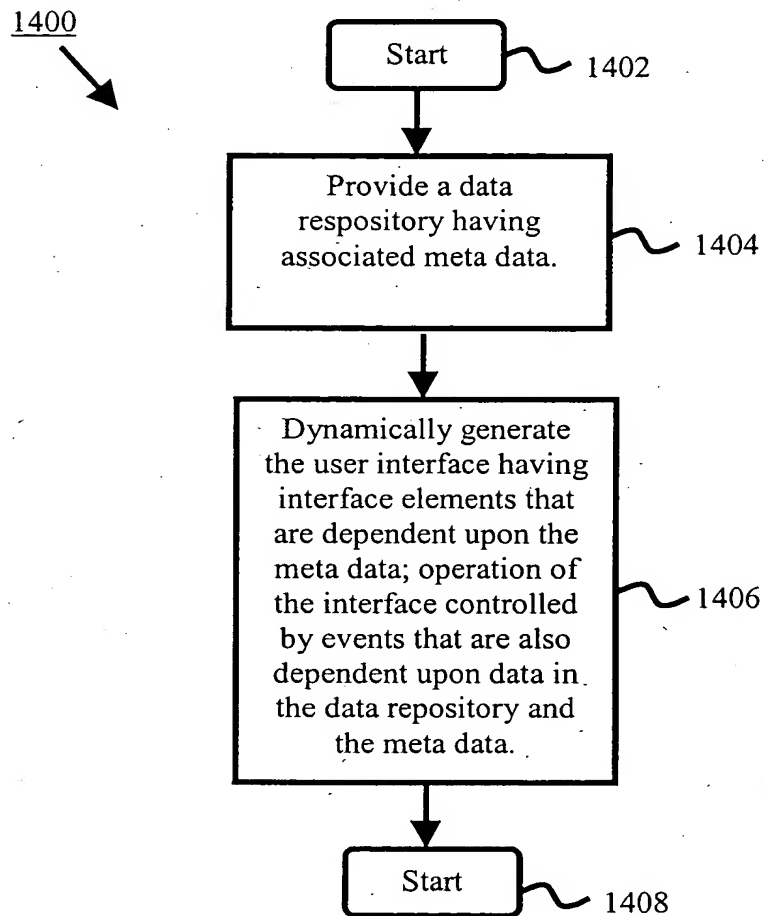 1400
Start
1402
Provide a data
respository having
associated meta data.
1404
Dynamically generate
the user interface having
interface elements that
are dependent upon the
meta data; operation of
the interface controlled
by events that are also
dependent upon data in
the data repository and
the meta data.
1406
Start
1408